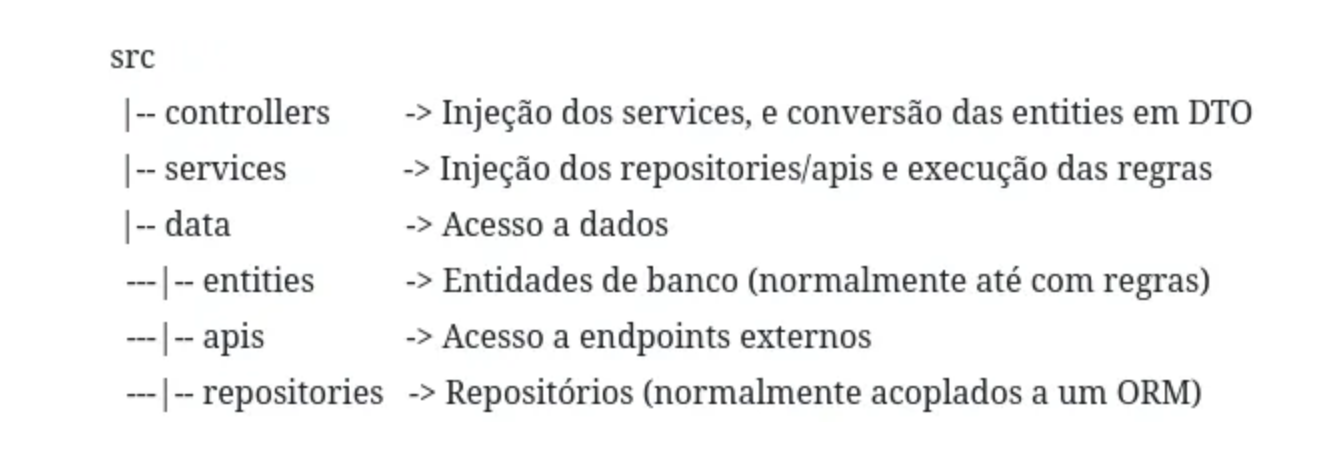 src
|-- controllers -> Injeção dos services, e conversão das entities em DTO
|-- services -> Injeção dos repositories/apis e execução das regras
|-- data -> Acesso a dados
---|-- entities -> Entidades de banco (normalmente até com regras)
---|-- apis -> Acesso a endpoints externos
---|-- repositories -> Repositórios (normalmente acoplados a um ORM)